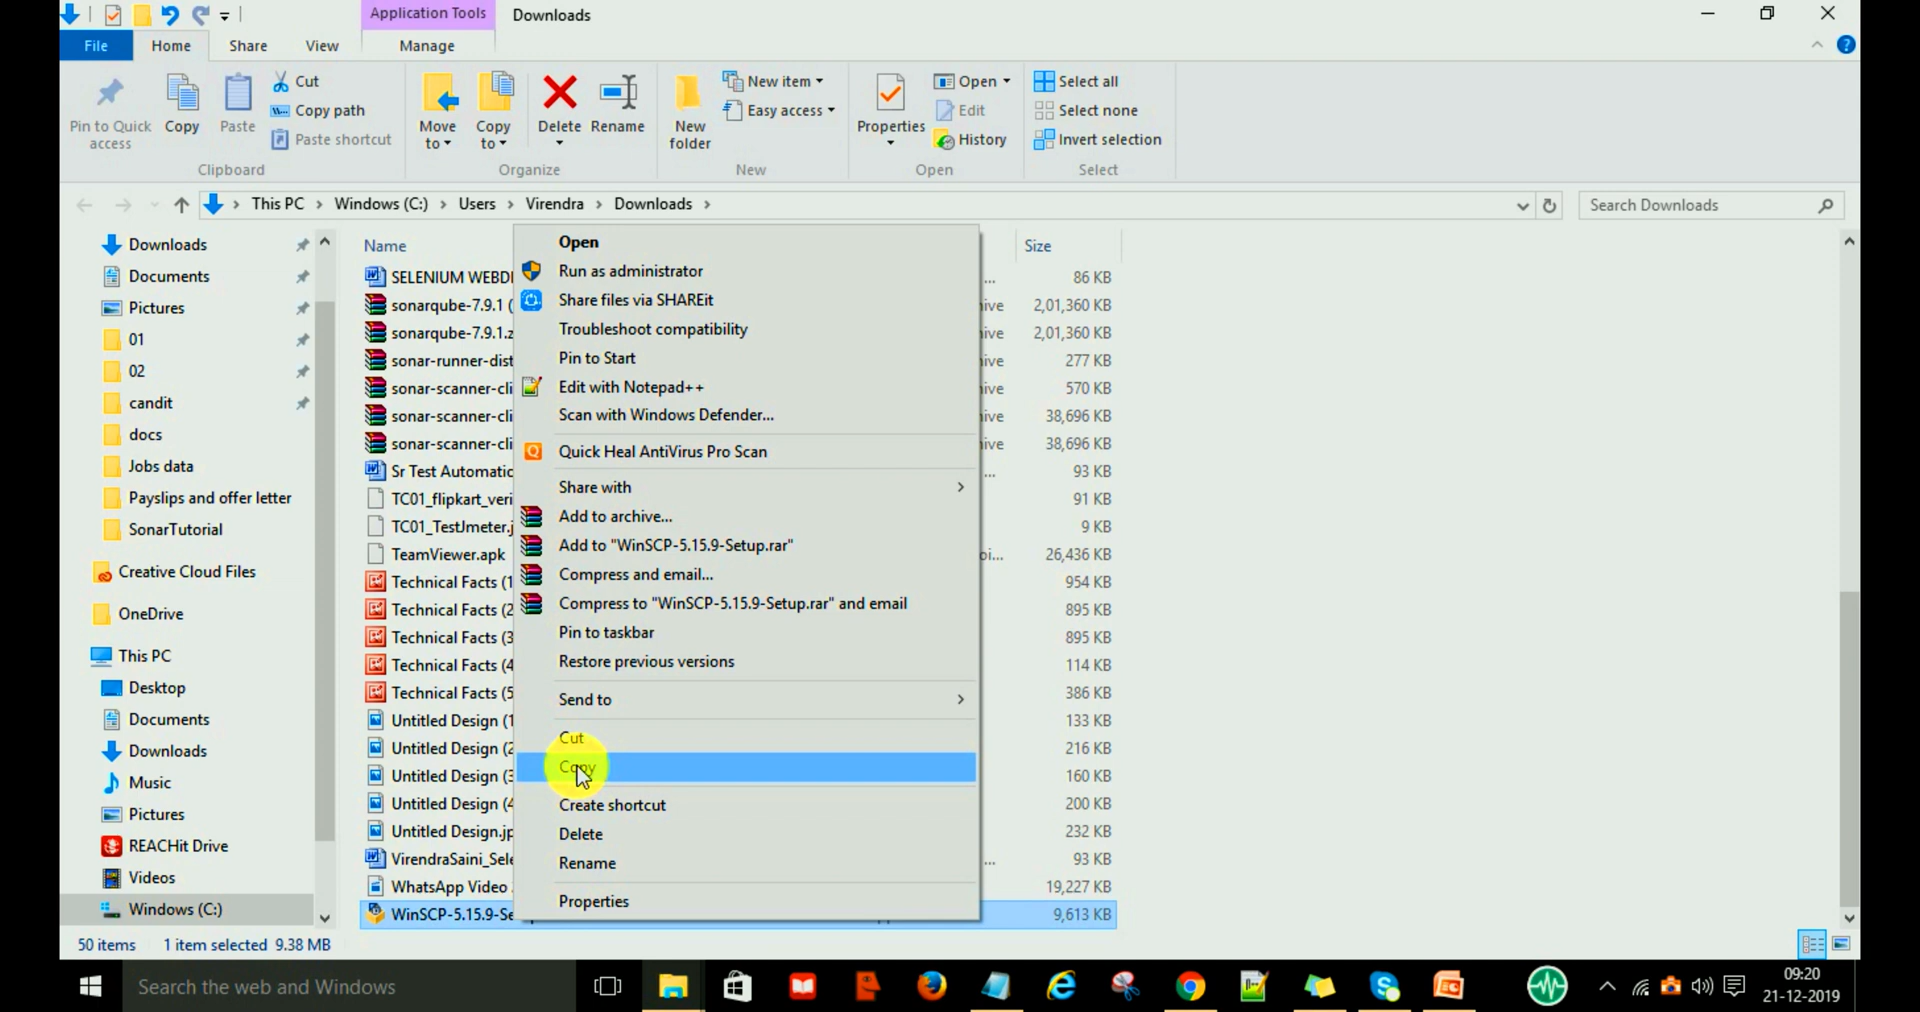 Application Tools
Downloads
File
Home
Share
View
Manage
Pin to Quick
access
Copy
Paste
Cut
Copy path
Paste shortcut
Clipboard
Move
to
Copy
to
Delete
Rename
Organize
New
folder
New item
Easy access
New
Properties
Open
Edit
History
Open
Select all
Select none
Invert selection
Select
This PC > Windows (C:) > Users > Virendra > Downloads >
Search Downloads
Downloads
Documents
Pictures
01
02
candit
docs
Jobs data
Payslips and offer letter
SonarTutorial
Creative Cloud Files
OneDrive
This PC
Desktop
Documents
Downloads
Music
Pictures
REACHit Drive
Videos
Windows (C:)
Name
Size
SELENIUM WEBD
... 86 KB
sonarqube-7.9.1 (
ive 2,01,360 KB
sonarqube-7.9.1.z
ive 2,01,360 KB
sonar-runner-dist
ive 277 KB
sonar-scanner-cli
ive 570 KB
sonar-scanner-cli
ive 38,696 KB
sonar-scanner-cli
ive 38,696 KB
Sr Test Automatic
... 93 KB
TC01_flipkart_veri
91 KB
TC01_TestJmeter.j
9 KB
TeamViewer.apk
oi... 26,436 KB
Technical Facts (1
954 KB
Technical Facts (2
895 KB
Technical Facts (3
895 KB
Technical Facts (4
114 KB
Technical Facts (5
386 KB
Untitled Design (1
133 KB
Untitled Design (2
216 KB
Untitled Design (3
160 KB
Untitled Design (4
200 KB
Untitled Design.jp
232 KB
VirendraSaini_Sele
... 93 KB
WhatsApp Video
19,227 KB
WinSCP-5.15.9-Se
9,613 KB
Open
Run as administrator
Share files via SHAREit
Troubleshoot compatibility
Pin to Start
Edit with Notepad++
Scan with Windows Defender...
Quick Heal AntiVirus Pro Scan
Share with
Add to archive...
Add to "WinSCP-5.15.9-Setup.rar"
Compress and email...
Compress to "WinSCP-5.15.9-Setup.rar" and email
Pin to taskbar
Restore previous versions
Send to
Cut
Copy
Create shortcut
Delete
Rename
Properties
50 items 1 item selected 9.38 MB
Search the web and Windows
09:20
21-12-2019